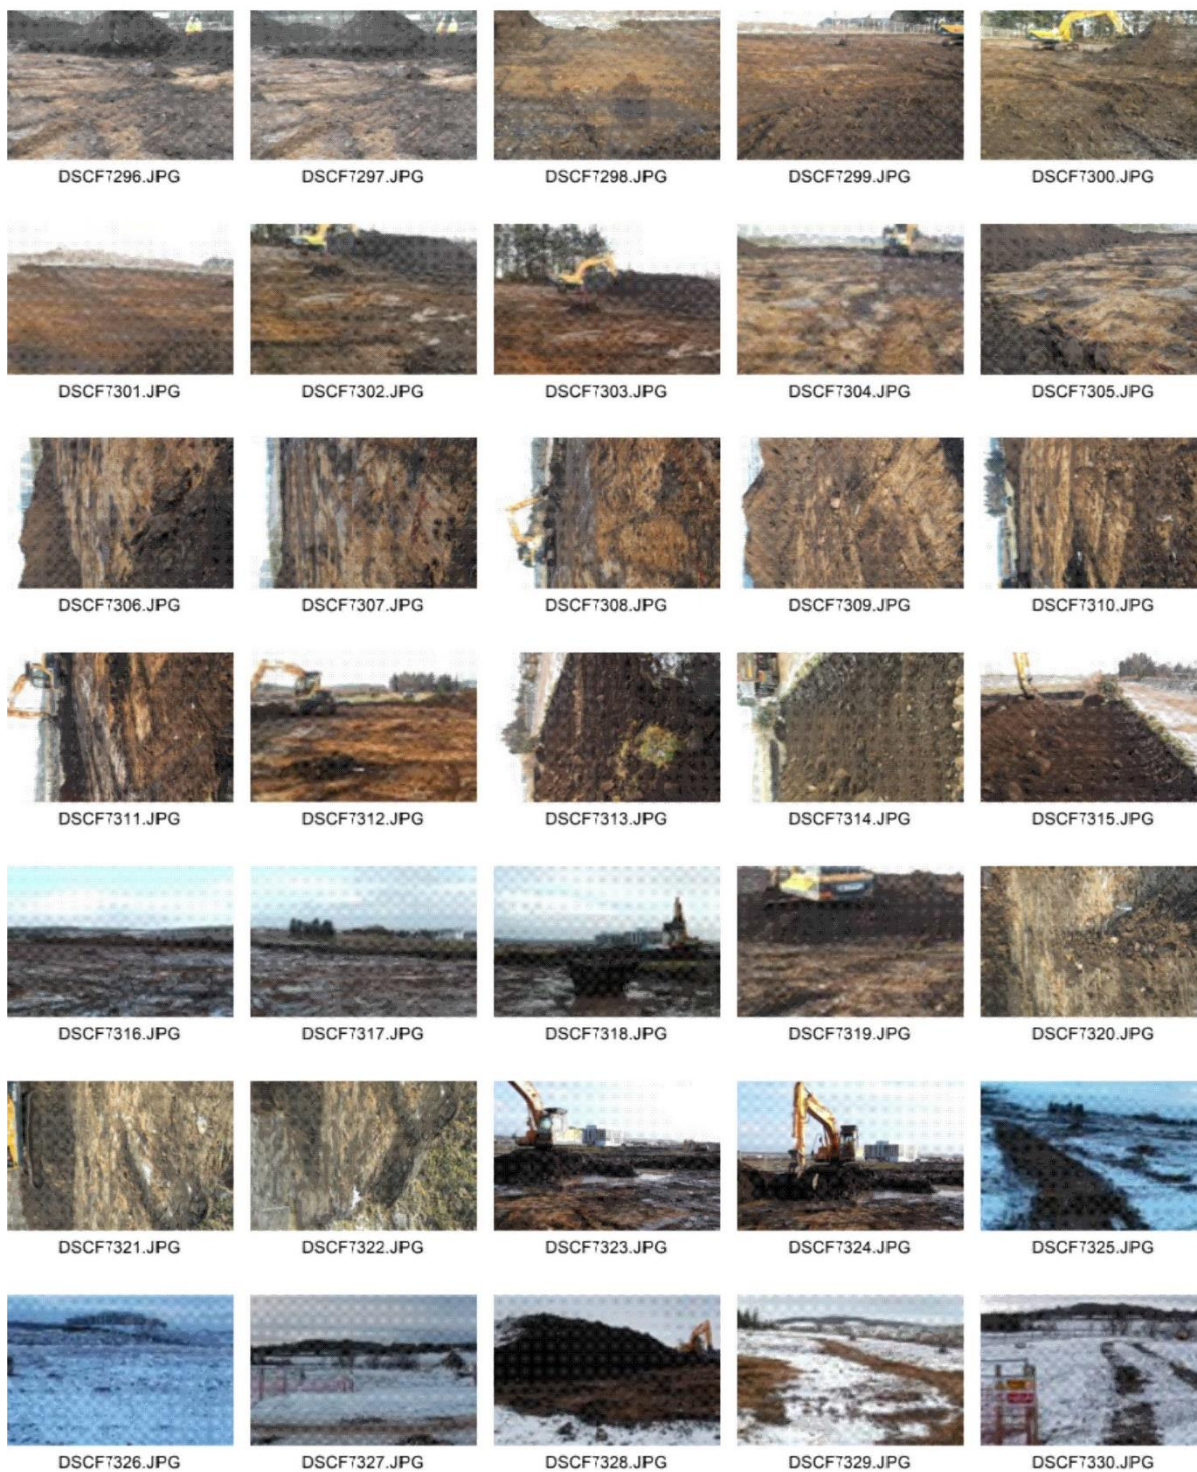 DSCF7296.JPG DSCF7297.JPG DSCF7298.JPG DSCF7299.JPG DSCF7300.JPG
DSCF7301.JPG DSCF7302.JPG DSCF7303.JPG DSCF7304.JPG DSCF7305.JPG
DSCF7306.JPG DSCF7307.JPG DSCF7308.JPG DSCF7309.JPG DSCF7310.JPG
DSCF7311.JPG DSCF7312.JPG DSCF7313.JPG DSCF7314.JPG DSCF7315.JPG
DSCF7316.JPG DSCF7317.JPG DSCF7318.JPG DSCF7319.JPG DSCF7320.JPG
DSCF7321.JPG DSCF7322.JPG DSCF7323.JPG DSCF7324.JPG DSCF7325.JPG
DSCF7326.JPG DSCF7327.JPG DSCF7328.JPG DSCF7329.JPG DSCF7330.JPG